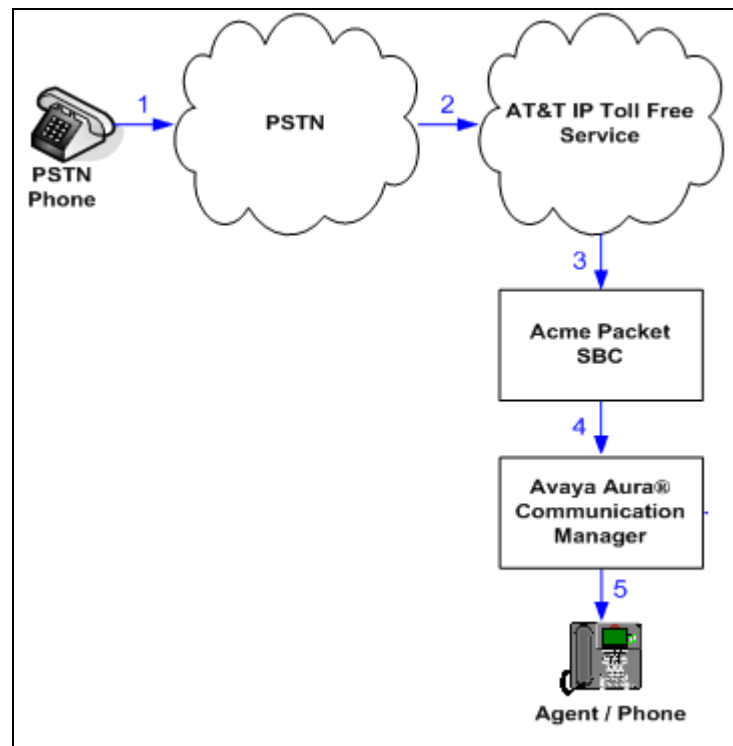 1
PSTN
2
AT&T IP Toll Free
Service
PSTN
Phone
3
Acme Packet
SBC
4
Avaya Aura®
Communication
Manager
5
Agent / Phone